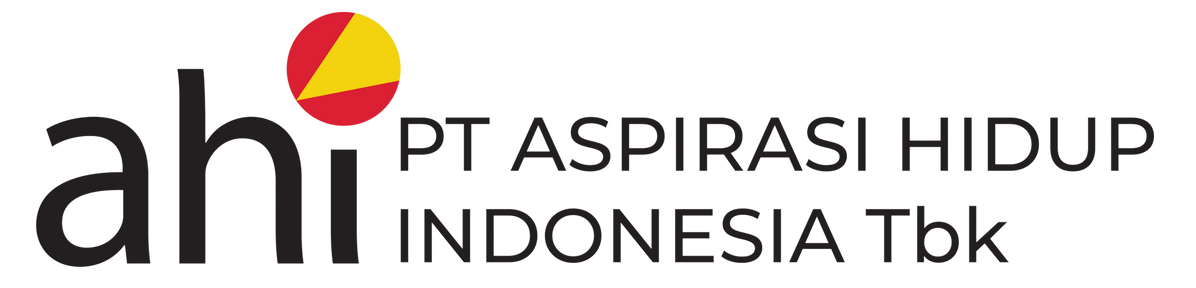 ahi
PT ASPIRASI HIDUP
INDONESIA Tbk